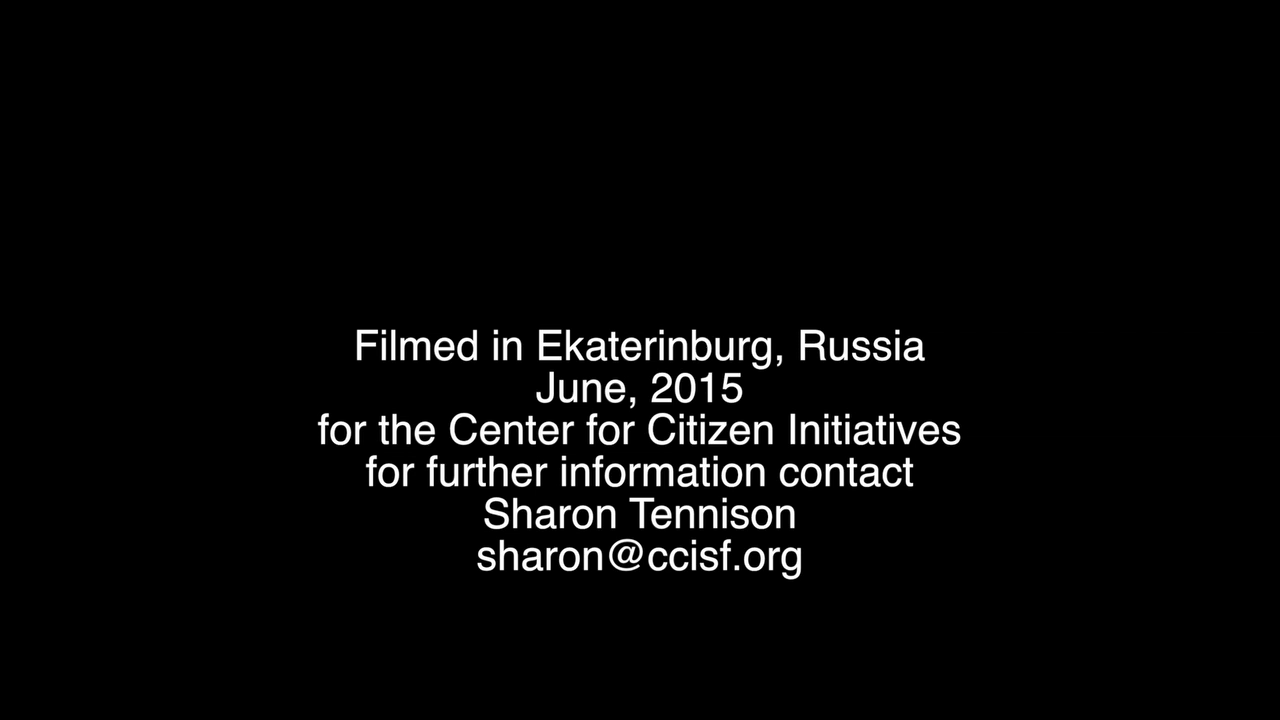 Filmed in Ekaterinburg, Russia
June, 2015
for the Center for Citizen Initiatives
for further information contact
Sharon Tennison
sharon@ccisf.org